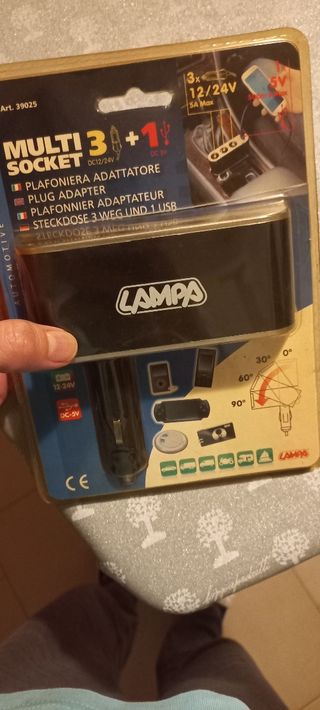 Art. 39025
3x
12/24V
5A Max
5V
MULTI 3 +1
SOCKET DC12/24V DC 5V
PLAFONIERA ADATTATORE
PLUG ADAPTER
PLAFONNIER ADAPTATEUR
STECKDOSE 3 WEG UND 1 USB
AUTOMOTIVE
LAMPA
30° 0°
60°
90°
12-24V
DC-5V
CE
LAMPA